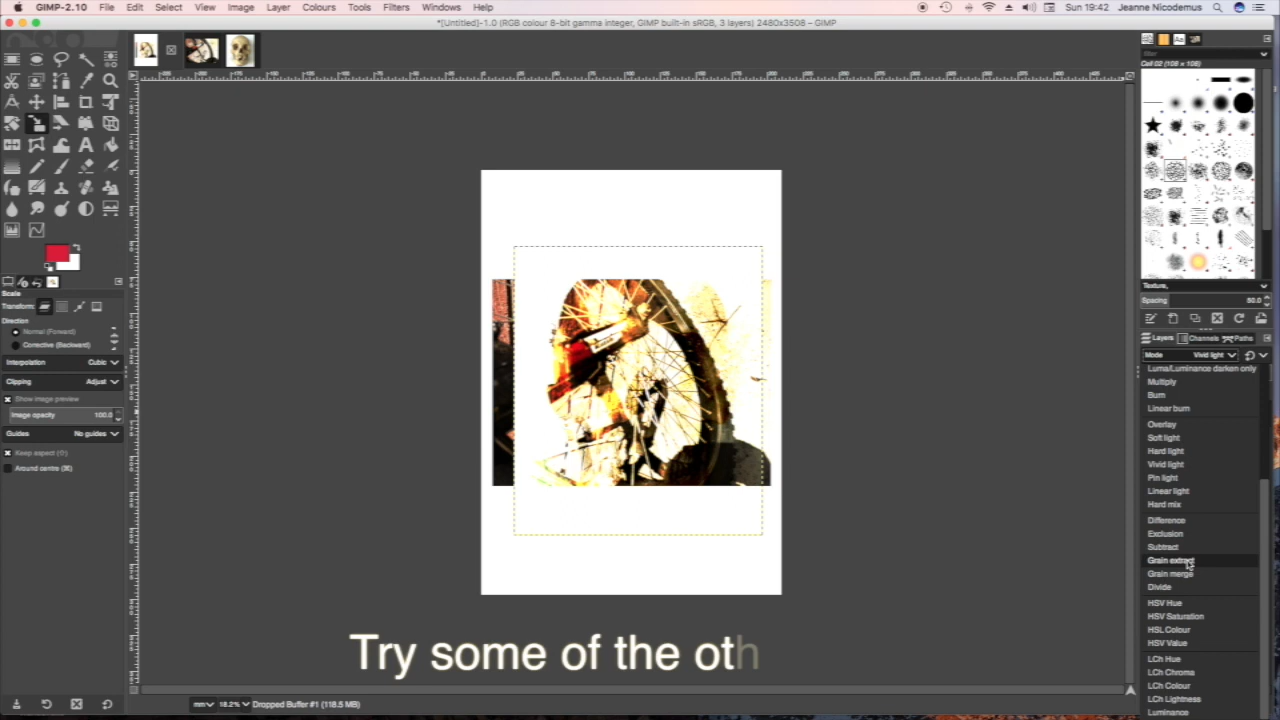 GIMP-2.10 File Edit Select View Image Layer Colours Tools Filters Windows Help Sun 19:42 Jeanne Nicodemus
*[Untitled]-1.0 (RGB colour 8-bit gamma integer, GIMP built-in sRGB, 3 layers) 2480x3508 – GIMP
filter
Cell 02 (108 x 108)
Texture,
Spacing 50.0
Layers Channels Paths
Mode Vivid light
Luma/Luminance darken only
Multiply
Burn
Linear burn
Overlay
Soft light
Hard light
Vivid light
Pin light
Linear light
Hard mix
Difference
Exclusion
Subtract
Grain extract
Grain merge
Divide
HSV Hue
HSV Saturation
HSL Colour
HSV Value
LCh Hue
LCh Chroma
LCh Colour
LCh Lightness
Luminance
Scale
Transform:
Direction
Normal (Forward)
Corrective (Backward)
Interpolation Cubic
Clipping Adjust
Show image preview
Image opacity 100.0
Guides No guides
Keep aspect (⇧)
Around centre (⌘)
Try some of the oth
mm 18.2% Dropped Buffer #1 (118.5 MB)